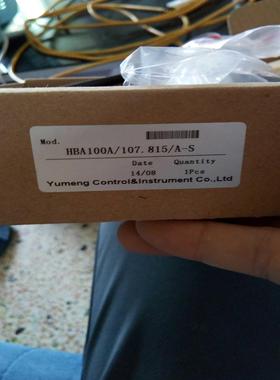 Mod.
HBA100A/107.815/A-S
Date Quantity
14/08 1Pcs
Yumeng Control&Instrument Co.,Ltd